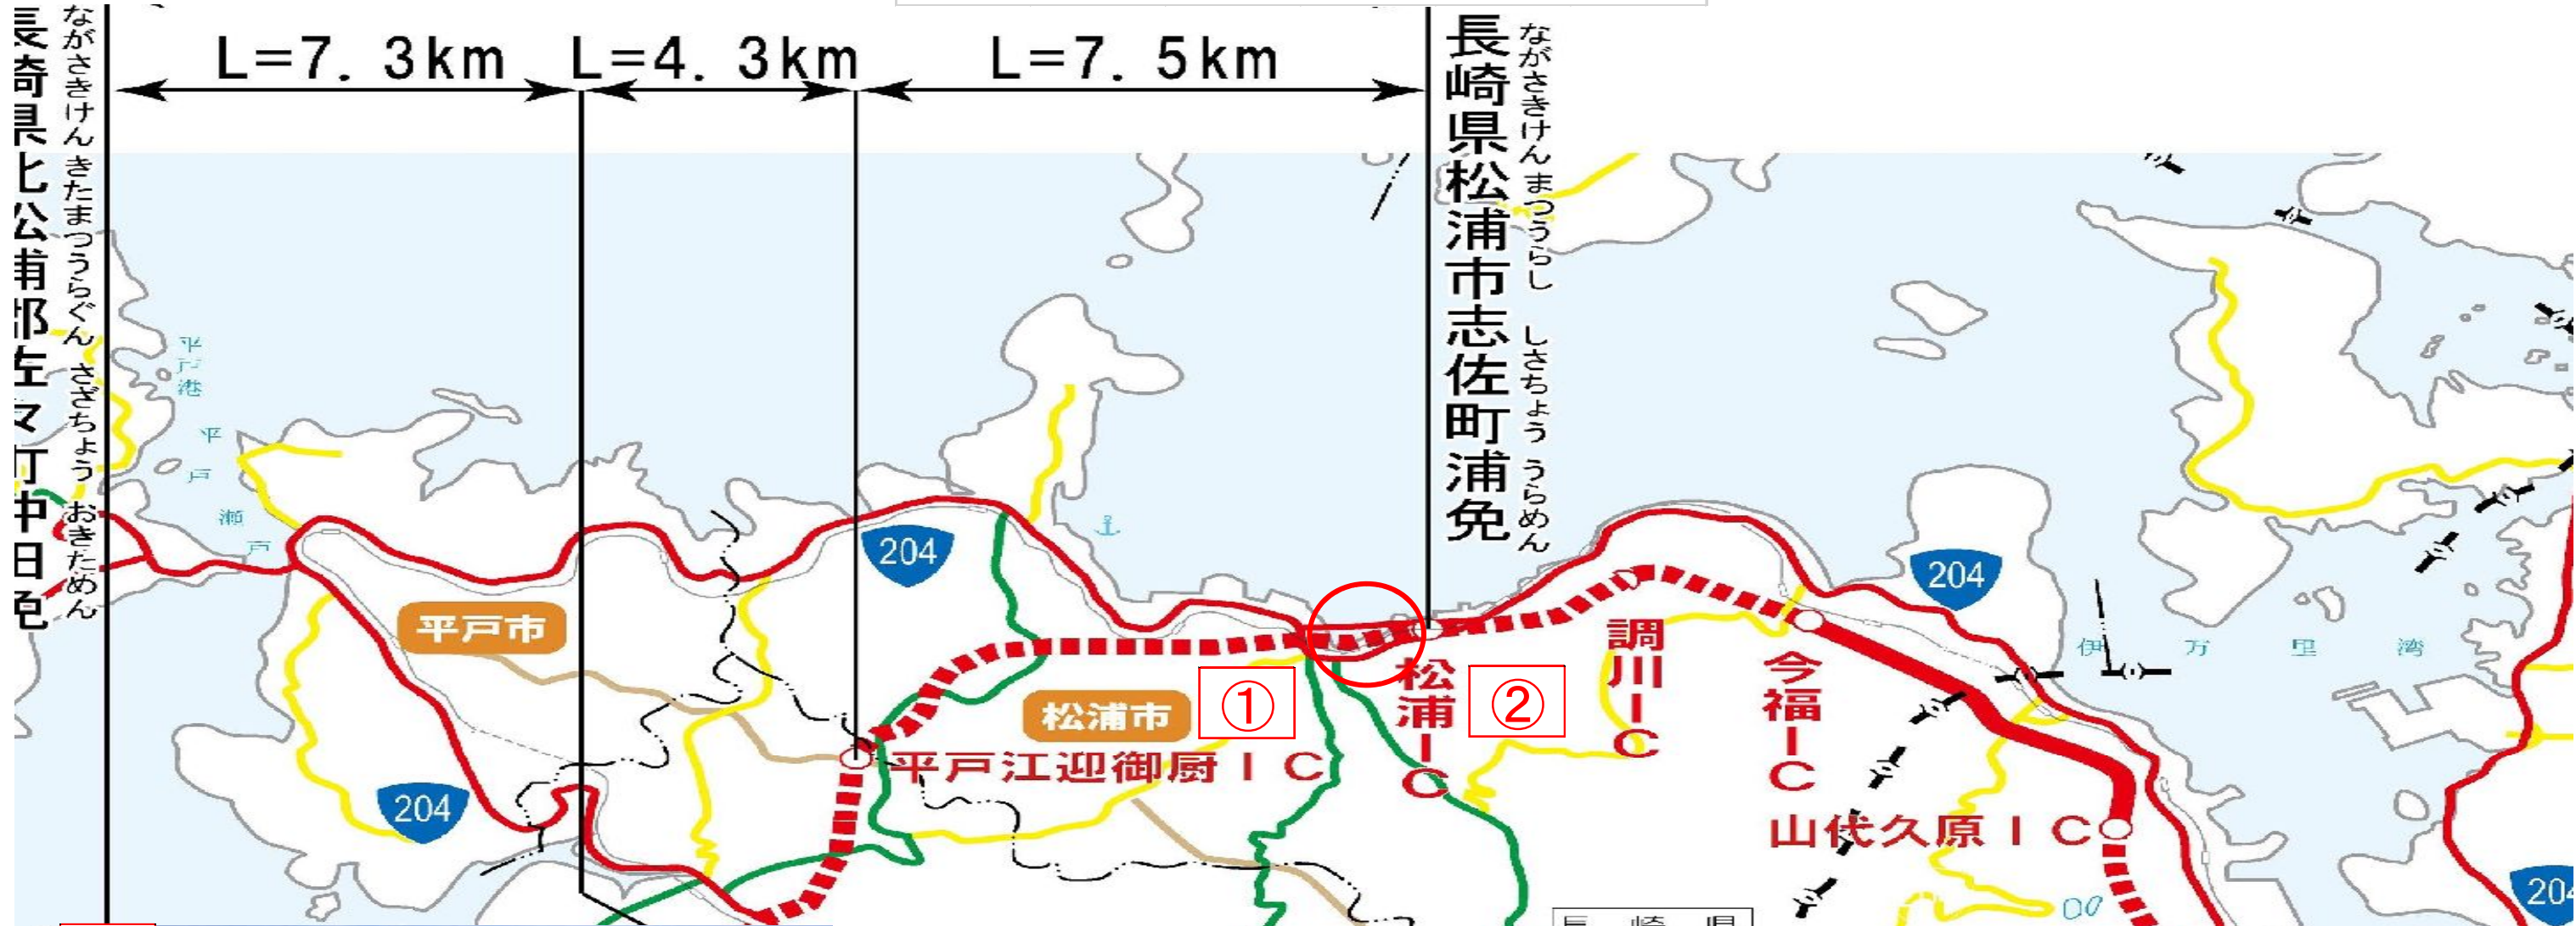 長崎県北松浦郡佐々町中田免
ながさきけん きたまつうらぐん さざちょう おきためん
L=7. 3km
L=4. 3km
L=7. 5km
長崎県松浦市志佐町浦免
ながさきけん まつうらし しさちょう うらめん
平戸港
平戸瀬戸
204
204
平戸市
松浦市
①
松浦IC
②
調川IC
今福IC
伊万里湾
平戸江迎御厨IC
山代久原IC
204
204
長崎県